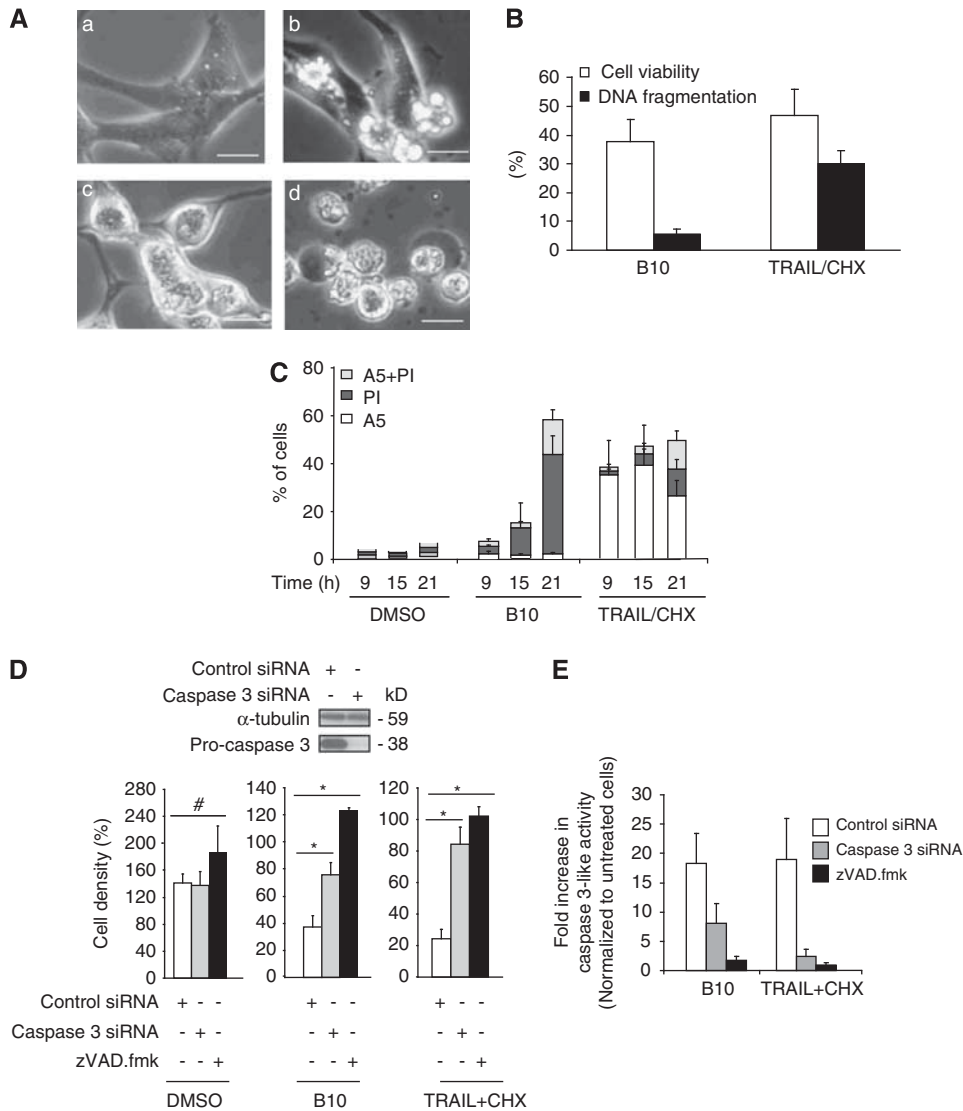 A
a
b
c
d
B
60
50
40
30
20
10
0
(%)
Cell viability
DNA fragmentation
B10
TRAIL/CHX
C
80
60
40
20
0
% of cells
A5+PI
PI
A5
Time (h) 9 15 21 9 15 21 9 15 21
DMSO B10 TRAIL/CHX
D
Control siRNA + -
Caspase 3 siRNA - + kD
α-tubulin - 59
Pro-caspase 3 - 38
Cell density (%)
280
240
200
160
120
80
40
0
#
140
120
100
80
60
40
20
0
*
*
120
100
80
60
40
20
0
*
*
Control siRNA + - - + - - + - -
Caspase 3 siRNA - + - - + - - + -
zVAD.fmk - - + - - + - - +
DMSO B10 TRAIL+CHX
E
Fold increase in
caspase 3-like activity
(Normalized to untreated cells)
30
25
20
15
10
5
0
Control siRNA
Caspase 3 siRNA
zVAD.fmk
B10 TRAIL+CHX